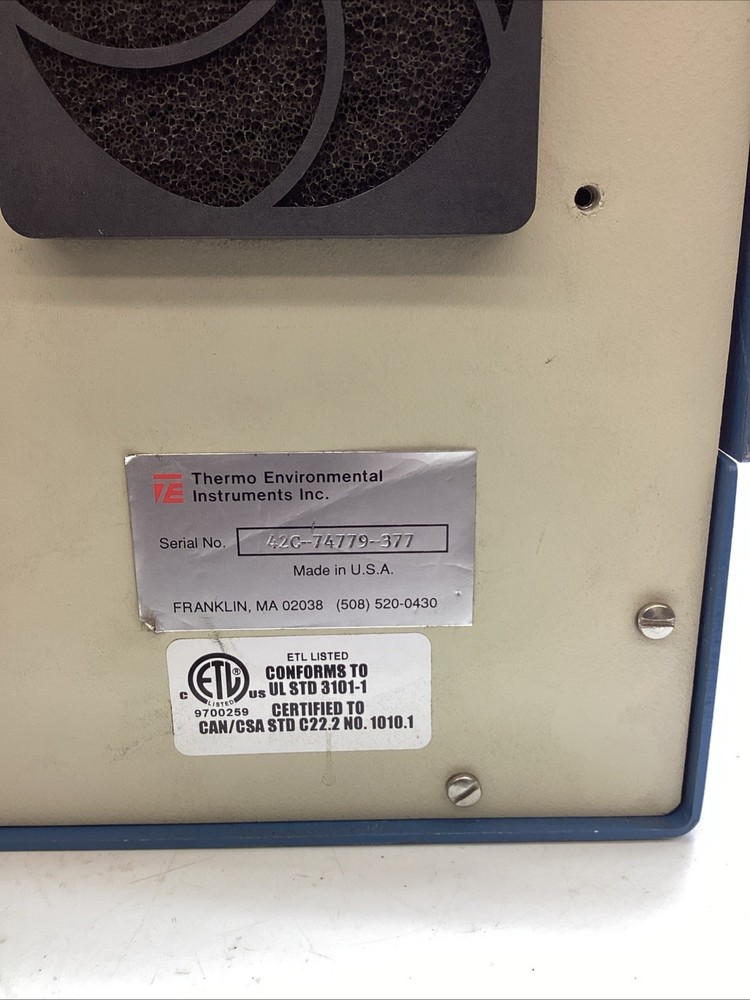 TE Thermo Environmental
Instruments Inc.
Serial No. 42C-74779-377
Made in U.S.A.
FRANKLIN, MA 02038 (508) 520-0430
ETL LISTED
CONFORMS TO
UL STD 3101-1
C ETL US
LISTED
9700259
CERTIFIED TO
CAN/CSA STD C22.2 NO. 1010.1